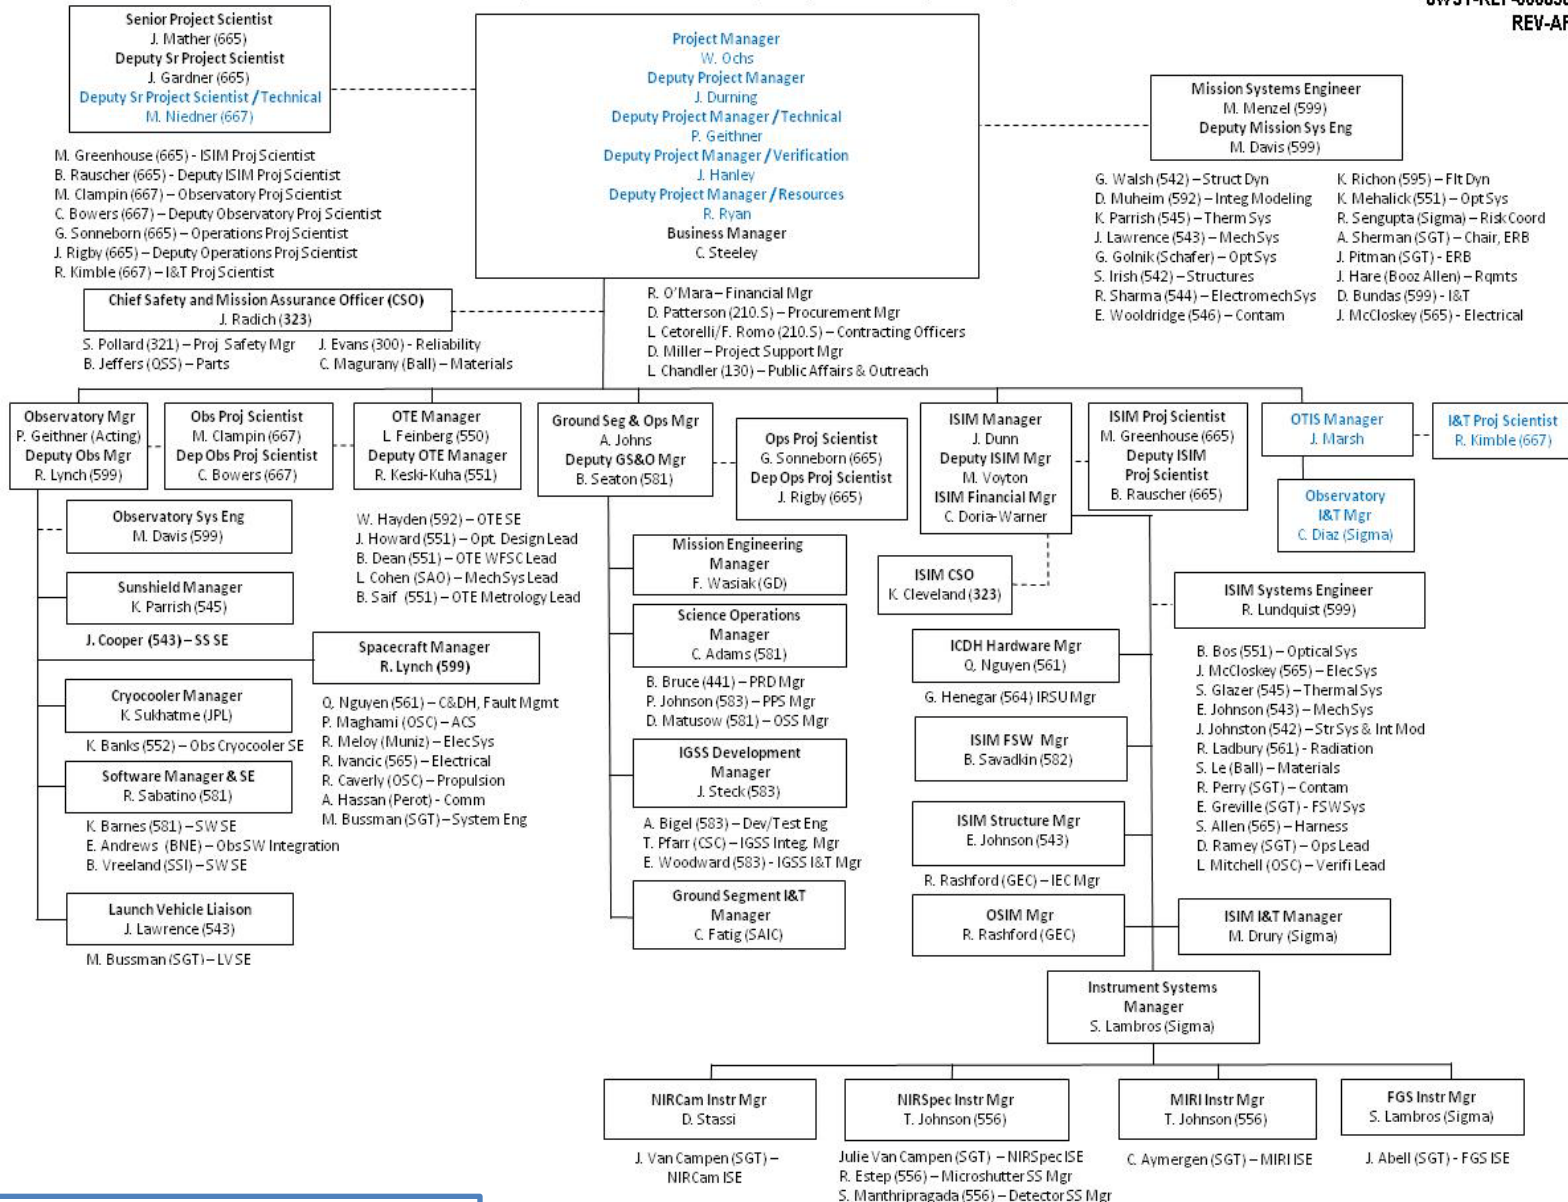 REV-AF
Senior Project Scientist
J. Mather (665)
Deputy Sr Project Scientist
J. Gardner (665)
Deputy Sr Project Scientist / Technical
M. Niedner (667)
M. Greenhouse (665) - ISIM Proj Scientist
B. Rauscher (665) - Deputy ISIM Proj Scientist
M. Clampin (667) – Observatory Proj Scientist
C. Bowers (667) – Deputy Observatory Proj Scientist
G. Sonneborn (665) – Operations Proj Scientist
J. Rigby (665) – Deputy Operations Proj Scientist
R. Kimble (667) – I&T Proj Scientist
Project Manager
W. Ochs
Deputy Project Manager
J. Durning
Deputy Project Manager / Technical
P. Geithner
Deputy Project Manager / Verification
J. Hanley
Deputy Project Manager / Resources
R. Ryan
Business Manager
C. Steeley
Mission Systems Engineer
M. Menzel (599)
Deputy Mission Sys Eng
M. Davis (599)
G. Walsh (542) – Struct Dyn
D. Muheim (592) – Integ Modeling
K. Parrish (545) – Therm Sys
J. Lawrence (543) – Mech Sys
G. Golnik (Schafer) – Opt Sys
S. Irish (542) – Structures
R. Sharma (544) – Electromech Sys
E. Wooldridge (546) – Contam
K. Richon (595) – Flt Dyn
K. Mehalick (551) – Opt Sys
R. Sengupta (Sigma) – Risk Coord
A. Sherman (SGT) – Chair, ERB
J. Pitman (SGT) - ERB
J. Hare (Booz Allen) – Rqmts
D. Bundas (599) - I&T
J. McCloskey (565) - Electrical
Chief Safety and Mission Assurance Officer (CSO)
J. Radich (323)
S. Pollard (321) – Proj Safety Mgr
B. Jeffers (QSS) – Parts
J. Evans (300) - Reliability
C. Magurany (Ball) – Materials
R. O'Mara – Financial Mgr
D. Patterson (210.S) – Procurement Mgr
L. Cetorelli/F. Romo (210.S) – Contracting Officers
D. Miller – Project Support Mgr
L. Chandler (130) – Public Affairs & Outreach
Observatory Mgr
P. Geithner (Acting)
Deputy Obs Mgr
R. Lynch (599)
Obs Proj Scientist
M. Clampin (667)
Dep Obs Proj Scientist
C. Bowers (667)
OTE Manager
L. Feinberg (550)
Deputy OTE Manager
R. Keski-Kuha (551)
Ground Seg & Ops Mgr
A. Johns
Deputy GS&O Mgr
B. Seaton (581)
Ops Proj Scientist
G. Sonneborn (665)
Dep Ops Proj Scientist
J. Rigby (665)
ISIM Manager
J. Dunn
Deputy ISIM Mgr
M. Voyton
ISIM Financial Mgr
C. Doria-Warner
ISIM Proj Scientist
M. Greenhouse (665)
Deputy ISIM
Proj Scientist
B. Rauscher (665)
OTIS Manager
J. Marsh
I&T Proj Scientist
R. Kimble (667)
Observatory
I&T Mgr
C. Diaz (Sigma)
Observatory Sys Eng
M. Davis (599)
Sunshield Manager
K. Parrish (545)
J. Cooper (543) – SS SE
Cryocooler Manager
K. Sukhatme (JPL)
K. Banks (552) – Obs Cryocooler SE
Software Manager & SE
R. Sabatino (581)
K. Barnes (581) – SW SE
E. Andrews (BNE) – Obs SW Integration
B. Vreeland (SSI) – SW SE
Launch Vehicle Liaison
J. Lawrence (543)
M. Bussman (SGT) – LV SE
W. Hayden (592) – OTE SE
J. Howard (551) – Opt. Design Lead
B. Dean (551) – OTE WFSC Lead
L. Cohen (SAO) – Mech Sys Lead
B. Saif (551) – OTE Metrology Lead
Spacecraft Manager
R. Lynch (599)
Q. Nguyen (561) – C&DH, Fault Mgmt
P. Maghami (OSC) – ACS
R. Meloy (Muniz) – Elec Sys
R. Ivancic (565) – Electrical
R. Caverly (OSC) – Propulsion
A. Hassan (Perot) - Comm
M. Bussman (SGT) – System Eng
Mission Engineering
Manager
F. Wasiak (GD)
Science Operations
Manager
C. Adams (581)
B. Bruce (441) – PRD Mgr
P. Johnson (583) – PPS Mgr
D. Matusow (581) – OSS Mgr
IGSS Development
Manager
J. Steck (583)
A. Bigel (583) – Dev/Test Eng
T. Pfarr (CSC) – IGSS Integ. Mgr
E. Woodward (583) - IGSS I&T Mgr
Ground Segment I&T
Manager
C. Fatig (SAIC)
ISIM CSO
K. Cleveland (323)
ICDH Hardware Mgr
Q. Nguyen (561)
G. Henegar (564) IRSU Mgr
ISIM FSW Mgr
B. Savadkin (582)
ISIM Structure Mgr
E. Johnson (543)
R. Rashford (GEC) – IEC Mgr
OSIM Mgr
R. Rashford (GEC)
ISIM Systems Engineer
R. Lundquist (599)
B. Bos (551) – Optical Sys
J. McCloskey (565) – Elec Sys
S. Glazer (545) – Thermal Sys
E. Johnson (543) – Mech Sys
J. Johnston (542) – Str Sys & Int Mod
R. Ladbury (561) - Radiation
S. Le (Ball) – Materials
R. Perry (SGT) – Contam
E. Greville (SGT) - FSW Sys
S. Allen (565) – Harness
D. Ramey (SGT) – Ops Lead
L. Mitchell (OSC) – Verifi Lead
ISIM I&T Manager
M. Drury (Sigma)
Instrument Systems
Manager
S. Lambros (Sigma)
NIRCam Instr Mgr
D. Stassi
J. Van Campen (SGT) –
NIRCam ISE
NIRSpec Instr Mgr
T. Johnson (556)
Julie Van Campen (SGT) – NIRSpec ISE
R. Estep (556) – Microshutter SS Mgr
S. Manthripragada (556) – Detector SS Mgr
MIRI Instr Mgr
T. Johnson (556)
C. Aymergen (SGT) – MIRI ISE
FGS Instr Mgr
S. Lambros (Sigma)
J. Abell (SGT) - FGS ISE